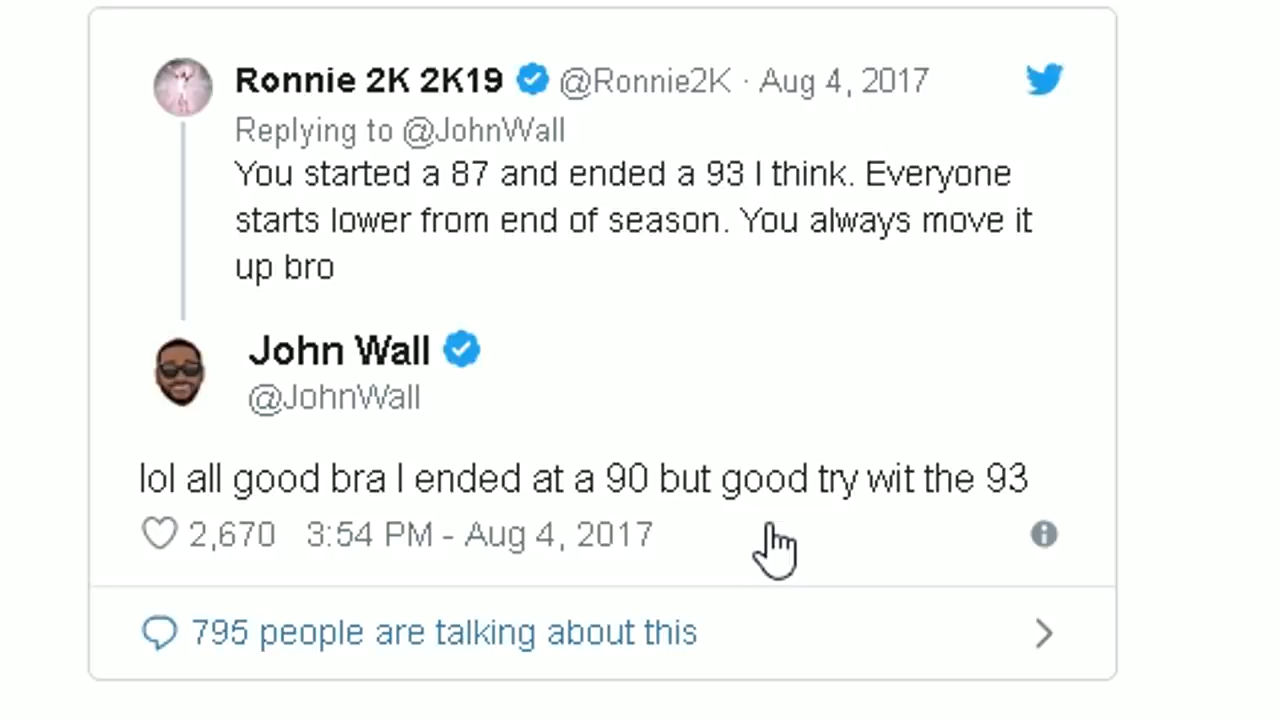 Ronnie 2K 2K19 @Ronnie2K · Aug 4, 2017
Replying to @JohnWall
You started a 87 and ended a 93 I think. Everyone
starts lower from end of season. You always move it
up bro
John Wall
@JohnWall
lol all good bra I ended at a 90 but good try wit the 93
2,670 3:54 PM - Aug 4, 2017
795 people are talking about this